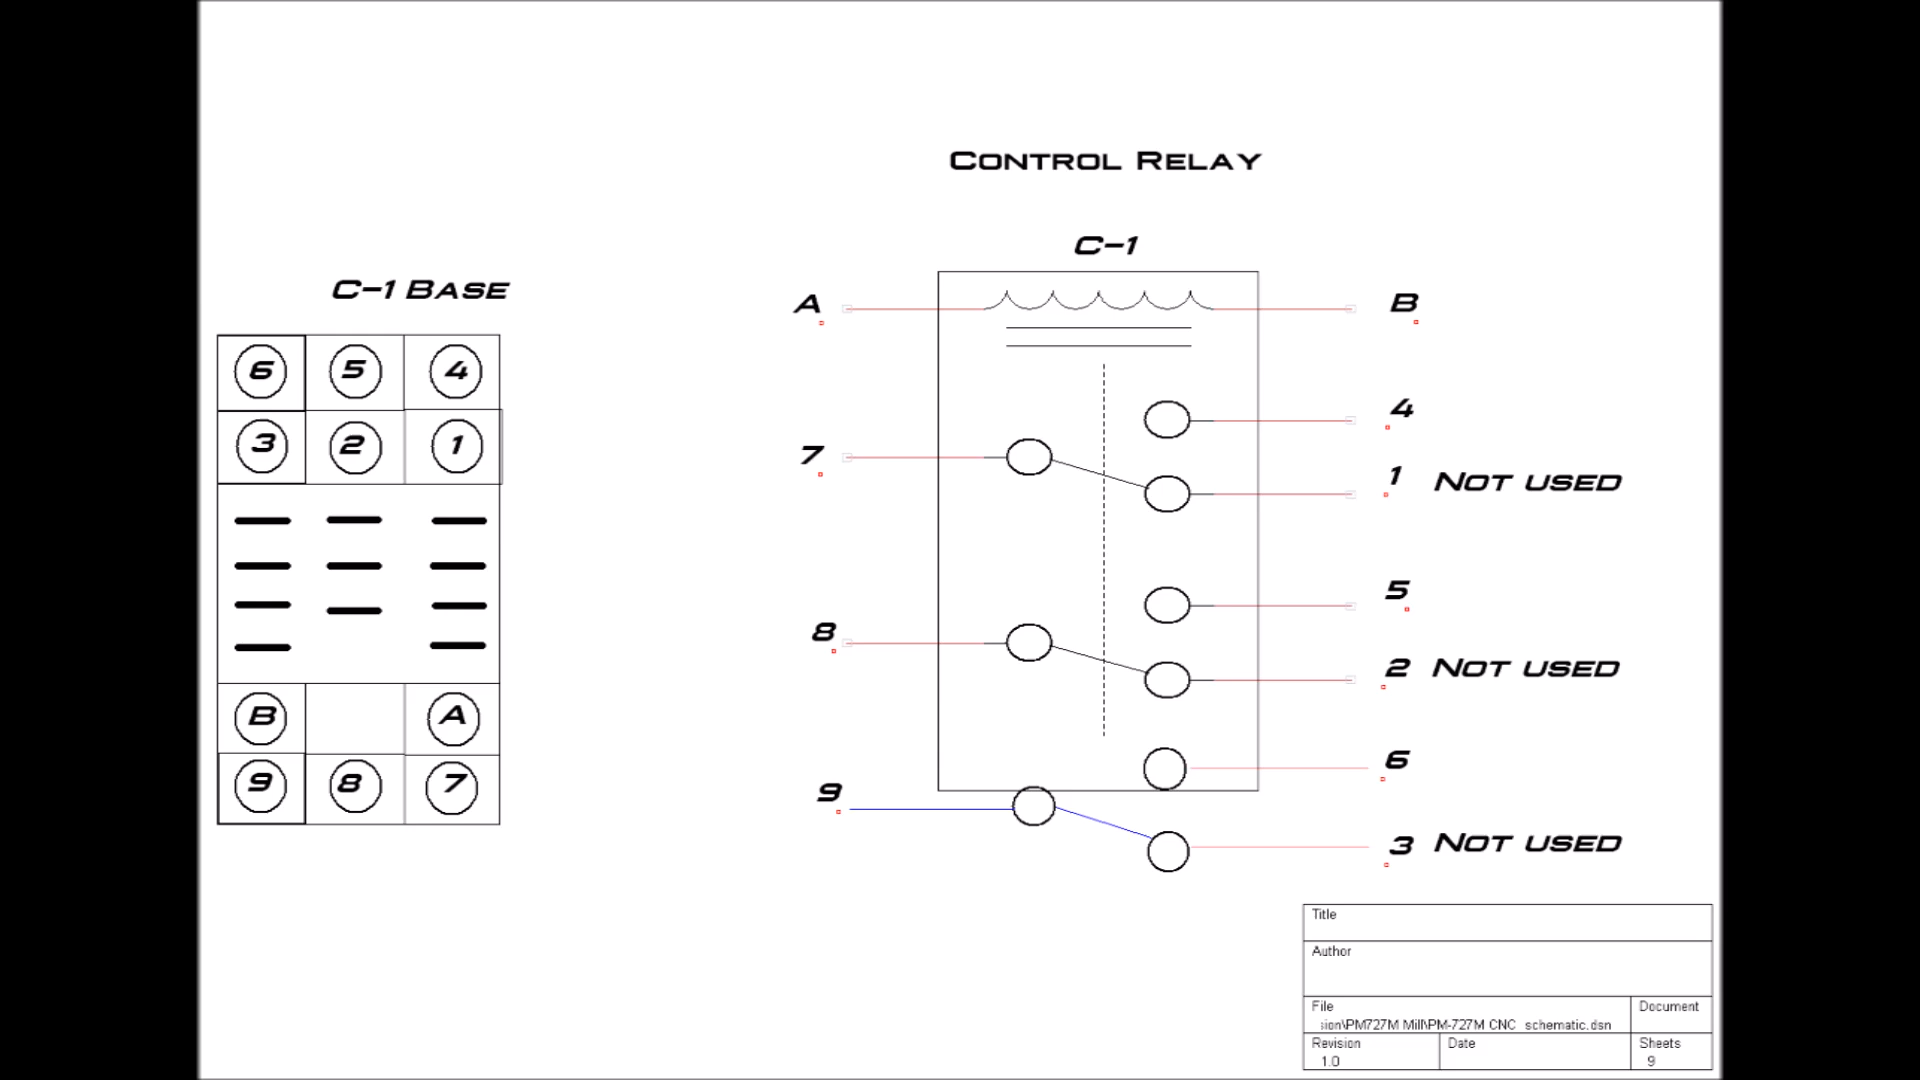 CONTROL RELAY
C-1
C-1 BASE
A
B
6 5 4
3 2 1
4
7
1 NOT USED
5
8
2 NOT USED
B A
6
9 8 7
9
3 NOT USED
Title
Author
File
Document
sion\PM727M Mill\PM-727M CNC schematic.dsn
Revision
Date
Sheets
1.0
9